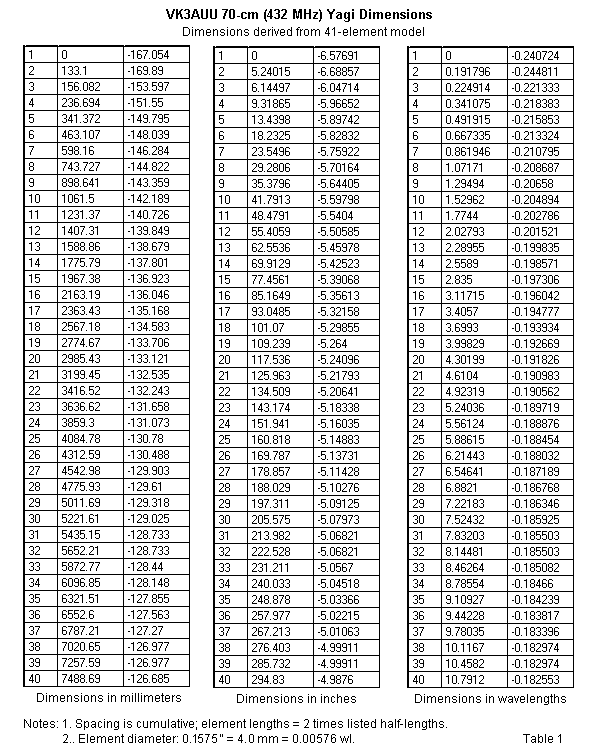 VK3AUU 70-cm (432 MHz) Yagi Dimensions
Dimensions derived from 41-element model
1 0 -167.054 1 0 -6.57691 1 0 -0.240724
2 133.1 -169.89 2 5.24015 -6.68857 2 0.191796 -0.244811
3 156.082 -153.597 3 6.14497 -6.04714 3 0.224914 -0.221333
4 236.694 -151.55 4 9.31865 -5.96652 4 0.341075 -0.218383
5 341.372 -149.795 5 13.4398 -5.89742 5 0.491915 -0.215853
6 463.107 -148.039 6 18.2325 -5.82832 6 0.667335 -0.213324
7 598.16 -146.284 7 23.5496 -5.75922 7 0.861946 -0.210795
8 743.727 -144.822 8 29.2806 -5.70164 8 1.07171 -0.208687
9 898.641 -143.359 9 35.3796 -5.64405 9 1.29494 -0.20658
10 1061.5 -142.189 10 41.7913 -5.59798 10 1.52962 -0.204894
11 1231.37 -140.726 11 48.4791 -5.5404 11 1.7744 -0.202786
12 1407.31 -139.849 12 55.4059 -5.50585 12 2.02793 -0.201521
13 1588.86 -138.679 13 62.5536 -5.45978 13 2.28955 -0.199835
14 1775.79 -137.801 14 69.9129 -5.42523 14 2.5589 -0.198571
15 1967.38 -136.923 15 77.4561 -5.39068 15 2.835 -0.197306
16 2163.19 -136.046 16 85.1649 -5.35613 16 3.11715 -0.196042
17 2363.43 -135.168 17 93.0485 -5.32158 17 3.4057 -0.194777
18 2567.18 -134.583 18 101.07 -5.29855 18 3.6993 -0.193934
19 2774.67 -133.706 19 109.239 -5.264 19 3.99829 -0.192669
20 2985.43 -133.121 20 117.536 -5.24096 20 4.30199 -0.191826
21 3199.45 -132.535 21 125.963 -5.21793 21 4.6104 -0.190983
22 3416.52 -132.243 22 134.509 -5.20641 22 4.92319 -0.190562
23 3636.62 -131.658 23 143.174 -5.18338 23 5.24036 -0.189719
24 3859.3 -131.073 24 151.941 -5.16035 24 5.56124 -0.188876
25 4084.78 -130.78 25 160.818 -5.14883 25 5.88615 -0.188454
26 4312.59 -130.488 26 169.787 -5.13731 26 6.21443 -0.188032
27 4542.98 -129.903 27 178.857 -5.11428 27 6.54641 -0.187189
28 4775.93 -129.61 28 188.029 -5.10276 28 6.8821 -0.186768
29 5011.69 -129.318 29 197.311 -5.09125 29 7.22183 -0.186346
30 5221.61 -129.025 30 205.575 -5.07973 30 7.52432 -0.185925
31 5435.15 -128.733 31 213.982 -5.06821 31 7.83203 -0.185503
32 5652.21 -128.733 32 222.528 -5.06821 32 8.14481 -0.185503
33 5872.77 -128.44 33 231.211 -5.0567 33 8.46264 -0.185082
34 6096.85 -128.148 34 240.033 -5.04518 34 8.78554 -0.18466
35 6321.51 -127.855 35 248.878 -5.03366 35 9.10927 -0.184239
36 6552.6 -127.563 36 257.977 -5.02215 36 9.44228 -0.183817
37 6787.21 -127.27 37 267.213 -5.01063 37 9.78035 -0.183396
38 7020.65 -126.977 38 276.403 -4.99911 38 10.1167 -0.182974
39 7257.59 -126.977 39 285.732 -4.99911 39 10.4582 -0.182974
40 7488.69 -126.685 40 294.83 -4.9876 40 10.7912 -0.182553
Dimensions in millimeters Dimensions in inches Dimensions in wavelengths
Notes: 1. Spacing is cumulative; element lengths = 2 times listed half-lengths.
2.. Element diameter: 0.1575" = 4.0 mm = 0.00576 wl. Table 1